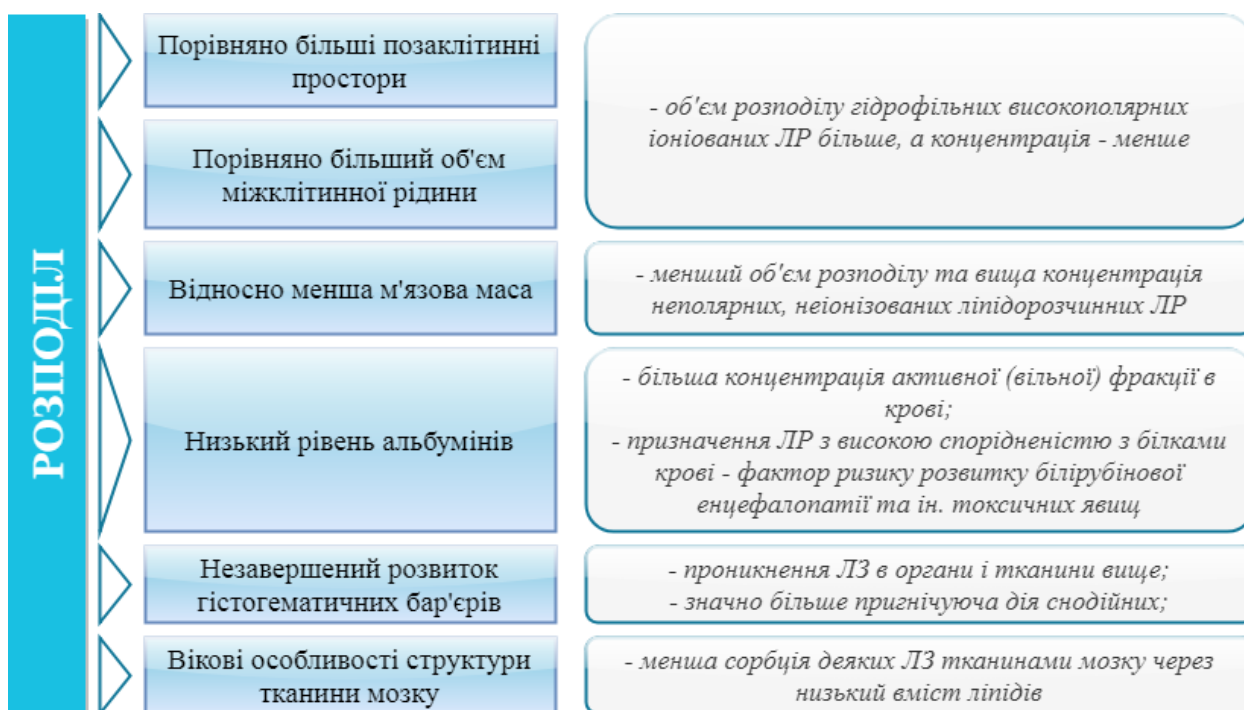 РОЗПОДІЛ
Порівняно більші позаклітинні
простори
Порівняно більший об'єм
міжклітинної рідини
- об'єм розподілу гідрофільних високополярних
іоніованих ЛР більше, а концентрація - менше
Відносно менша м'язова маса
- менший об'єм розподілу та вища концентрація
неполярних, неіонізованих ліпідорозчинних ЛР
Низький рівень альбумінів
- більша концентрація активної (вільної) фракції в
крові;
- призначення ЛР з високою спорідненістю з білками
крові - фактор ризику розвитку білірубінової
енцефалопатії та ін. токсичних явищ
Незавершений розвиток
гістогематичних бар'єрів
- проникнення ЛЗ в органи і тканини вище;
- значно більше пригнічуюча дія снодійних;
Вікові особливості структури
тканини мозку
- менша сорбція деяких ЛЗ тканинами мозку через
низький вміст ліпідів